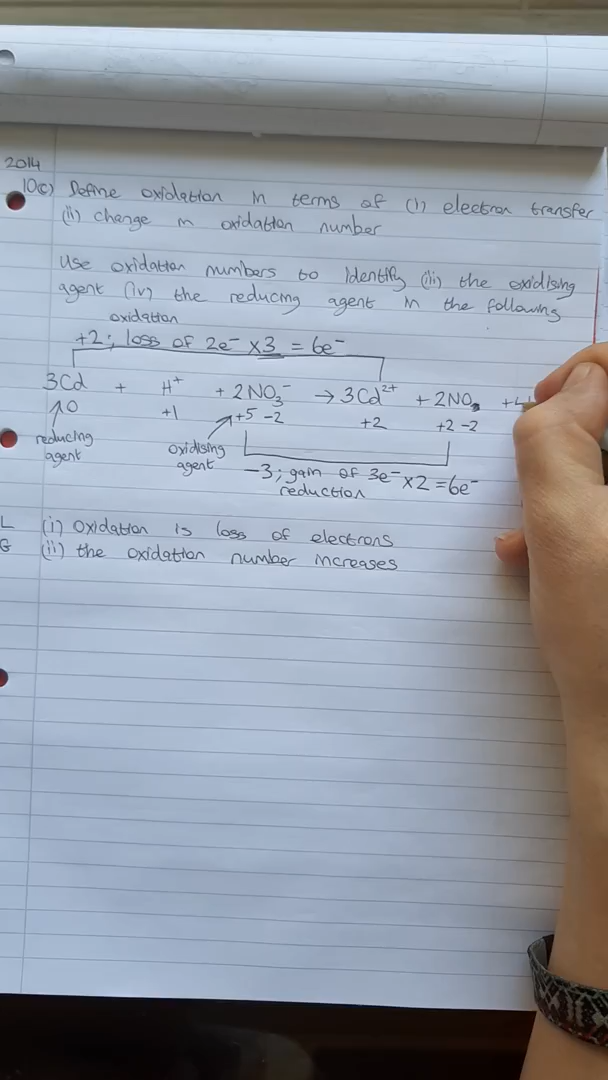 2014
10(c) Define oxidation in terms of (i) electron transfer
(ii) change in oxidation number
Use oxidation numbers to identify (iii) the oxidising
agent (iv) the reducing agent in the following
oxidation
+2; loss of 2e⁻ ×3 = 6e⁻
3Cd + H⁺ + 2NO₃⁻ → 3Cd²⁺ + 2NO +4
0 +1 +5 -2 +2 +2 -2
reducing
agent
oxidising
agent
-3; gain of 3e⁻ ×2 = 6e⁻
reduction
L (i) Oxidation is loss of electrons
G (ii) the oxidation number increases